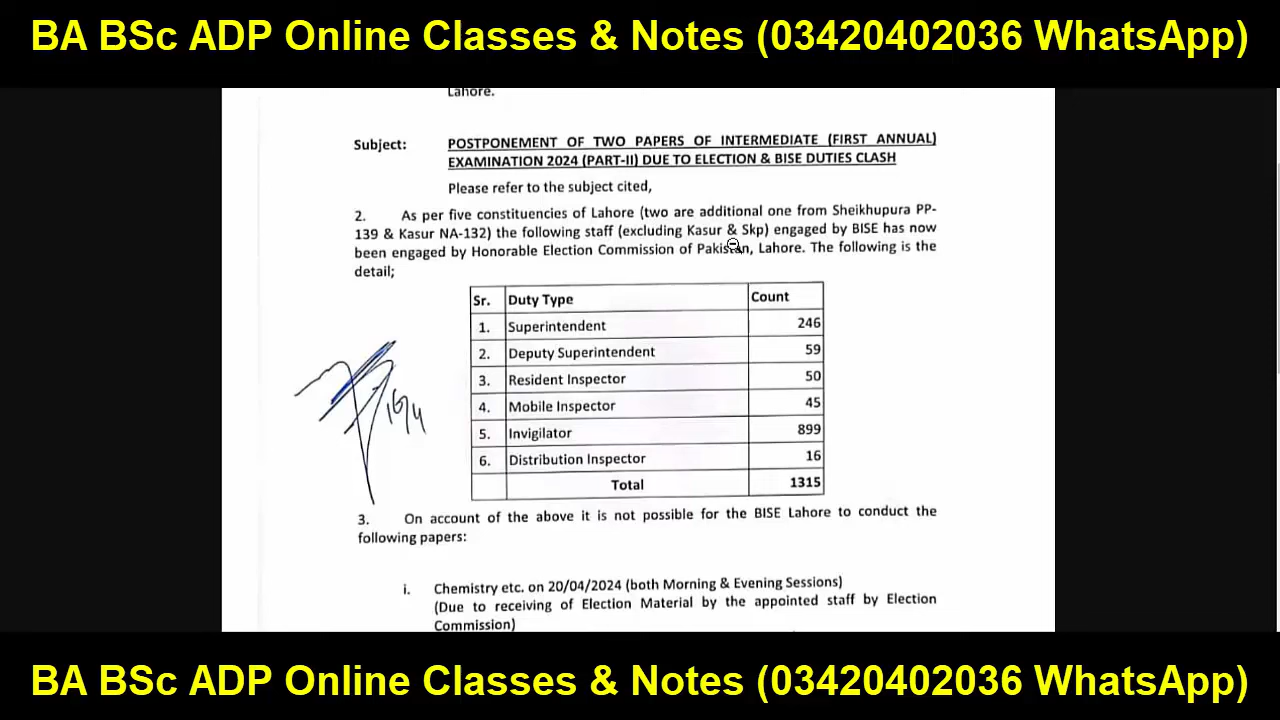 BA BSc ADP Online Classes & Notes (03420402036 WhatsApp)
Lahore.
Subject: POSTPONEMENT OF TWO PAPERS OF INTERMEDIATE (FIRST ANNUAL)
EXAMINATION 2024 (PART-II) DUE TO ELECTION & BISE DUTIES CLASH
Please refer to the subject cited,
2. As per five constituencies of Lahore (two are additional one from Sheikhupura PP-
139 & Kasur NA-132) the following staff (excluding Kasur & Skp) engaged by BISE has now
been engaged by Honorable Election Commission of Pakistan, Lahore. The following is the
detail;
Sr. Duty Type Count
1. Superintendent 246
2. Deputy Superintendent 59
3. Resident Inspector 50
4. Mobile Inspector 45
5. Invigilator 899
6. Distribution Inspector 16
Total 1315
16/4
3. On account of the above it is not possible for the BISE Lahore to conduct the
following papers:
i. Chemistry etc. on 20/04/2024 (both Morning & Evening Sessions)
(Due to receiving of Election Material by the appointed staff by Election
Commission)
BA BSc ADP Online Classes & Notes (03420402036 WhatsApp)